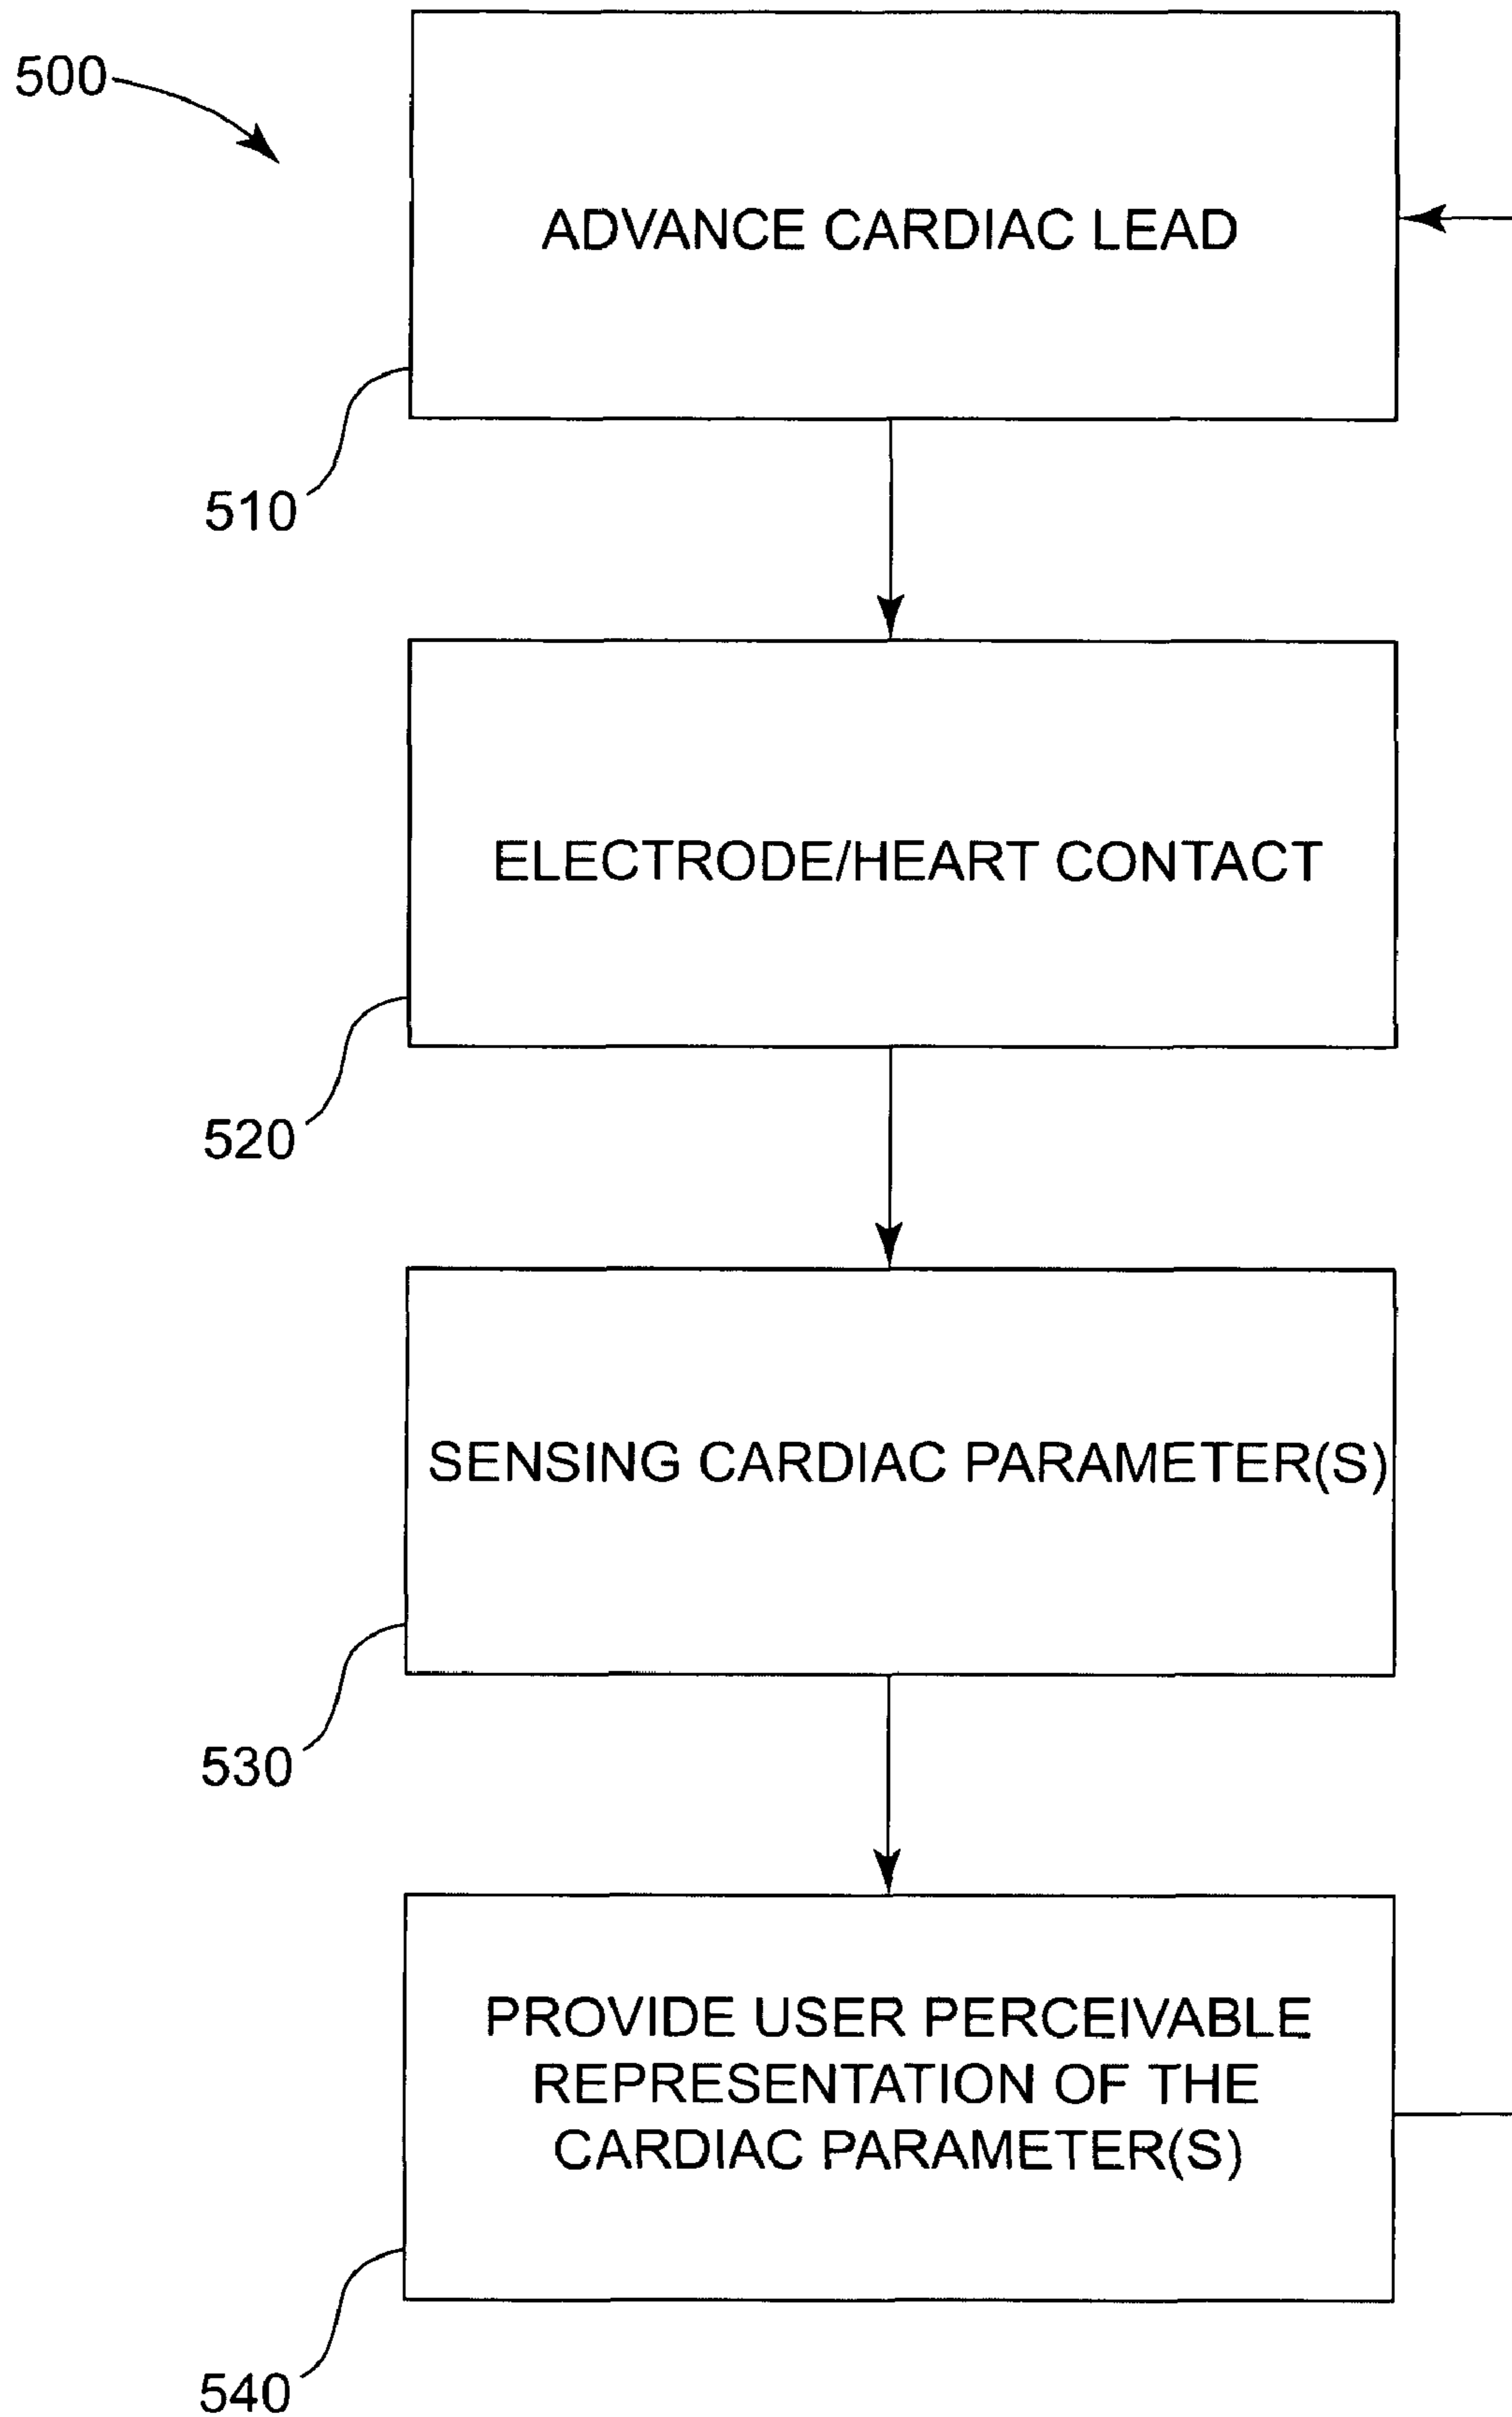 500
ADVANCE CARDIAC LEAD
510
ELECTRODE/HEART CONTACT
520
SENSING CARDIAC PARAMETER(S)
530
PROVIDE USER PERCEIVABLE
REPRESENTATION OF THE
CARDIAC PARAMETER(S)
540